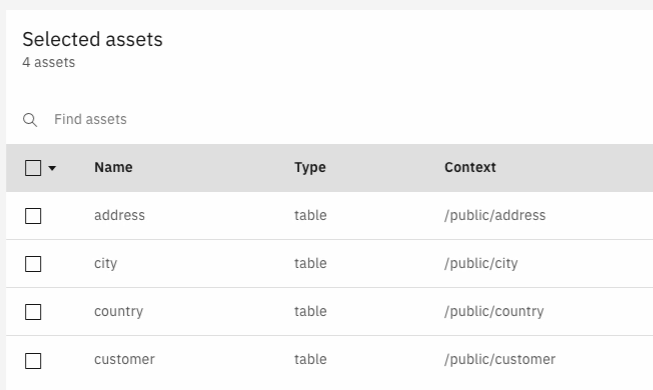 Selected assets
4 assets
Find assets
Name Type Context
address table /public/address
city table /public/city
country table /public/country
customer table /public/customer